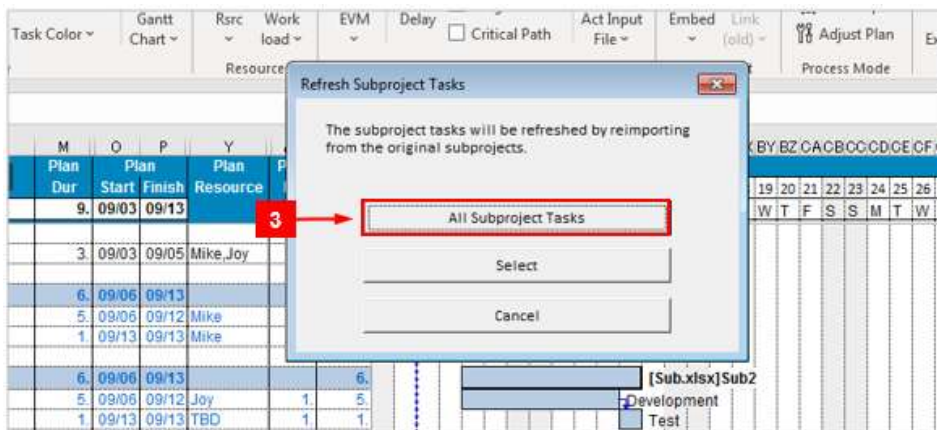 Gantt Rsrc Work EVM Delay Act Input Embed Link
Task Color Chart load Critical Path File (old) Adjust Plan
Resource Process Mode
Refresh Subproject Tasks
The subproject tasks will be refreshed by reimporting
from the original subprojects.
3
All Subproject Tasks
Select
Cancel
M O P Y BY BZ CA CB CC CD CE CF
Plan Plan Plan P
Dur Start Finish Resource
19 20 21 22 23 24 25 26
9. 09/03 09/13
W T F S S M T W
3. 09/03 09/05 Mike,Joy
6. 09/06 09/13
5. 09/06 09/12 Mike
1. 09/13 09/13 Mike
6. 09/06 09/13 6. [Sub.xlsx]Sub2
5. 09/06 09/12 Joy 1. 5. Development
1. 09/13 09/13 TBD 1. 1. Test